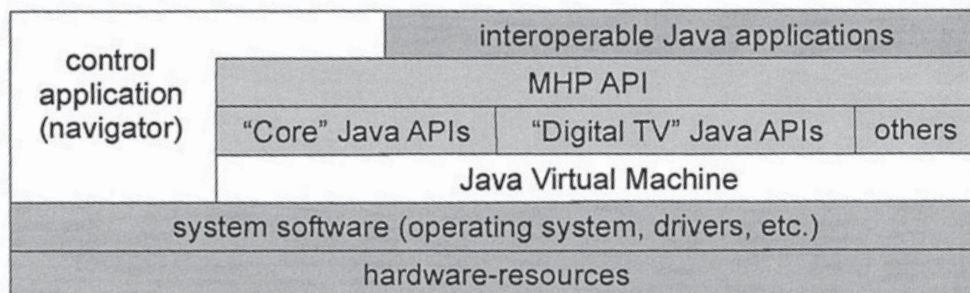 interoperable Java applications
control
application
(navigator)
MHP API
“Core” Java APIs
“Digital TV” Java APIs
others
Java Virtual Machine
system software (operating system, drivers, etc.)
hardware-resources